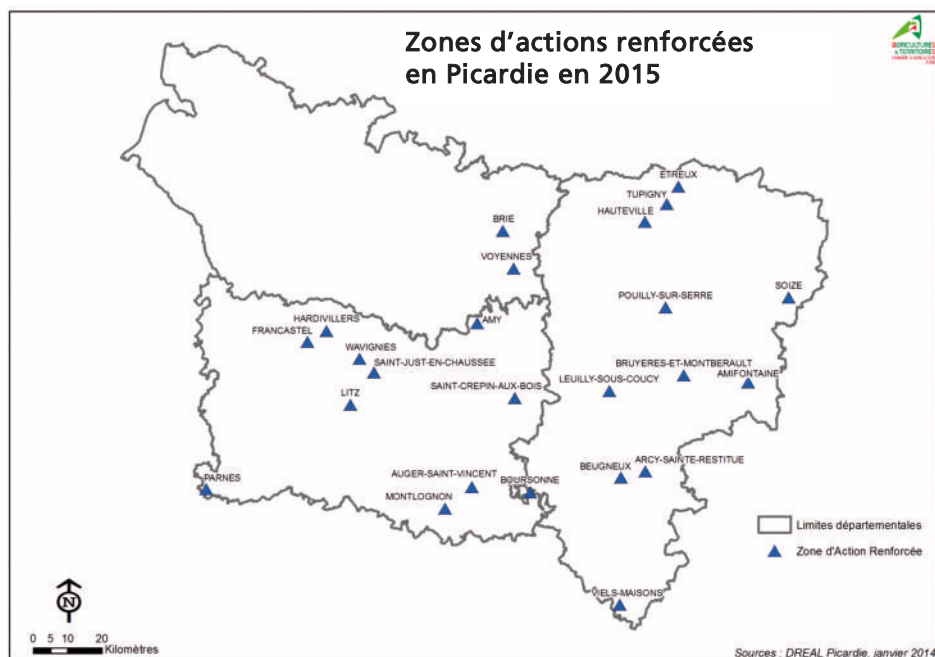 Zones d'actions renforcées
en Picardie en 2015
AGRICULTURES
& TERRITOIRES
ETREUX
TUPIGNY
HAUTEVILLE
BRIE
VOYENNES
SOIZE
POUILLY-SUR-SERRE
AMY
HARDIVILLERS
FRANCASTEL
WAVIGNIES
SAINT-JUST-EN-CHAUSSEE
BRUYERES-ET-MONTBERAULT
AMIFONTAINE
LITZ
SAINT-CREPIN-AUX-BOIS
LEUILLY-SOUS-COUCY
BEUGNEUX
ARCY-SAINTE-RESTITUE
PARNES
AUGER-SAINT-VINCENT
BOURSONNE
MONTLOGNON
Limites départementales
Zone d'Action Renforcée
VIELS-MAISONS
N
0 5 10 20
Kilomètres
Sources : DREAL Picardie, janvier 2014